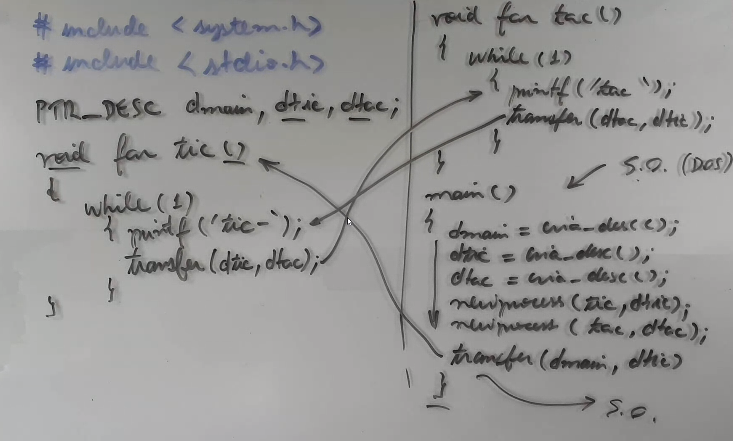 # include <system.h>
# include <stdio.h>
PTR_DESC dmain, dtic, dtac;
void far tic()
{
while(1)
{ printf('tic-');
transfer(dtic, dtac);
}
}
void far tac()
{
while(1)
{ printf('tac');
transfer(dtac, dtic);
}
}
S.O. (DOS)
main()
{
dmain = cria_desc();
dtic = cria_desc();
dtac = cria_desc();
newprocess(tic, dtic);
newprocess(tac, dtac);
transfer(dmain, dtic)
}
S.O.